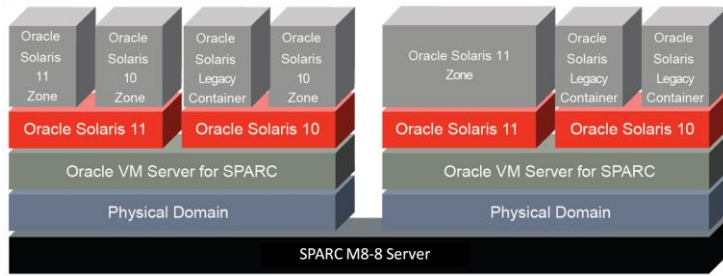 Oracle
Solaris
11
Zone
Oracle
Solaris
10
Zone
Oracle
Solaris
Legacy
Container
Oracle
Solaris
10
Zone
Oracle Solaris 11
Zone
Oracle
Solaris
Legacy
Container
Oracle
Solaris
Legacy
Container
Oracle Solaris 11
Oracle Solaris 10
Oracle Solaris 11
Oracle Solaris 10
Oracle VM Server for SPARC
Oracle VM Server for SPARC
Physical Domain
Physical Domain
SPARC M8-8 Server